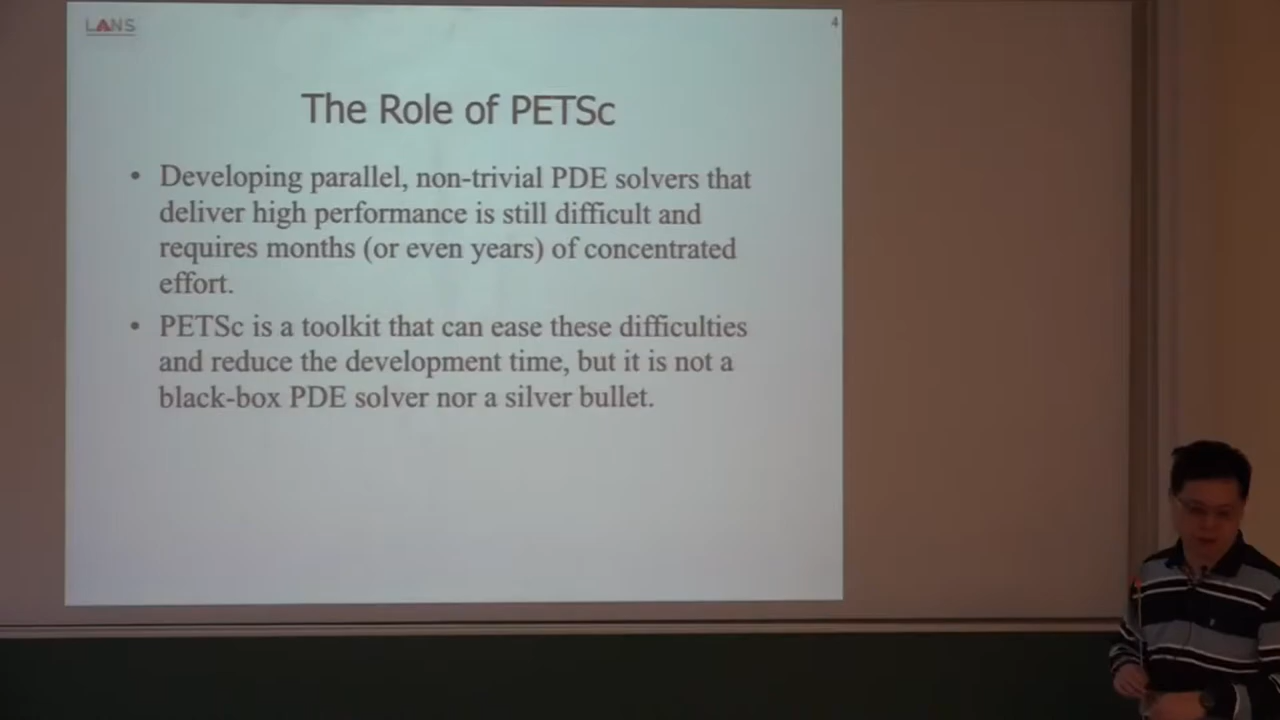 LANS
4
The Role of PETSc
• Developing parallel, non-trivial PDE solvers that
deliver high performance is still difficult and
requires months (or even years) of concentrated
effort.
• PETSc is a toolkit that can ease these difficulties
and reduce the development time, but it is not a
black-box PDE solver nor a silver bullet.